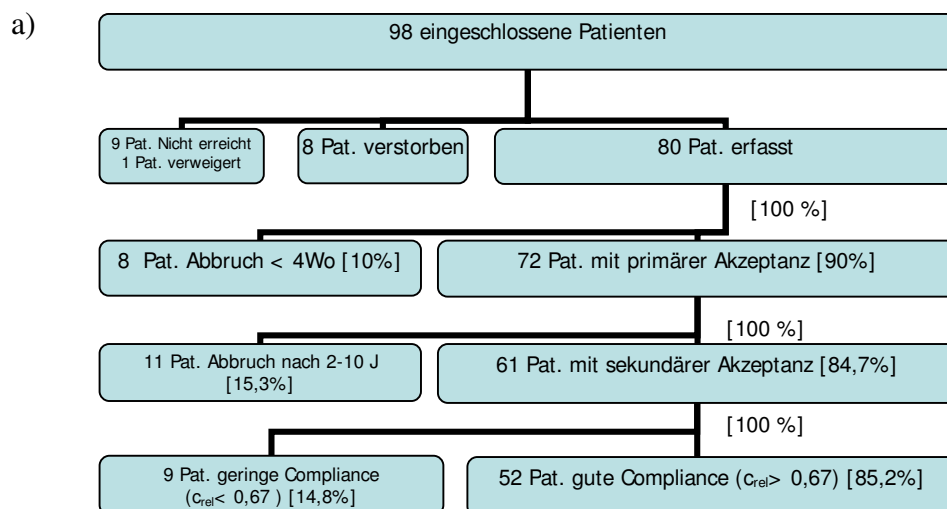 a)
98 eingeschlossene Patienten
9 Pat. Nicht erreicht
1 Pat. verweigert
8 Pat. verstorben
80 Pat. erfasst
[100 %]
8 Pat. Abbruch < 4Wo [10%]
72 Pat. mit primärer Akzeptanz [90%]
[100 %]
11 Pat. Abbruch nach 2-10 J
[15,3%]
61 Pat. mit sekundärer Akzeptanz [84,7%]
[100 %]
9 Pat. geringe Compliance
(crel< 0,67 ) [14,8%]
52 Pat. gute Compliance (crel> 0,67) [85,2%]